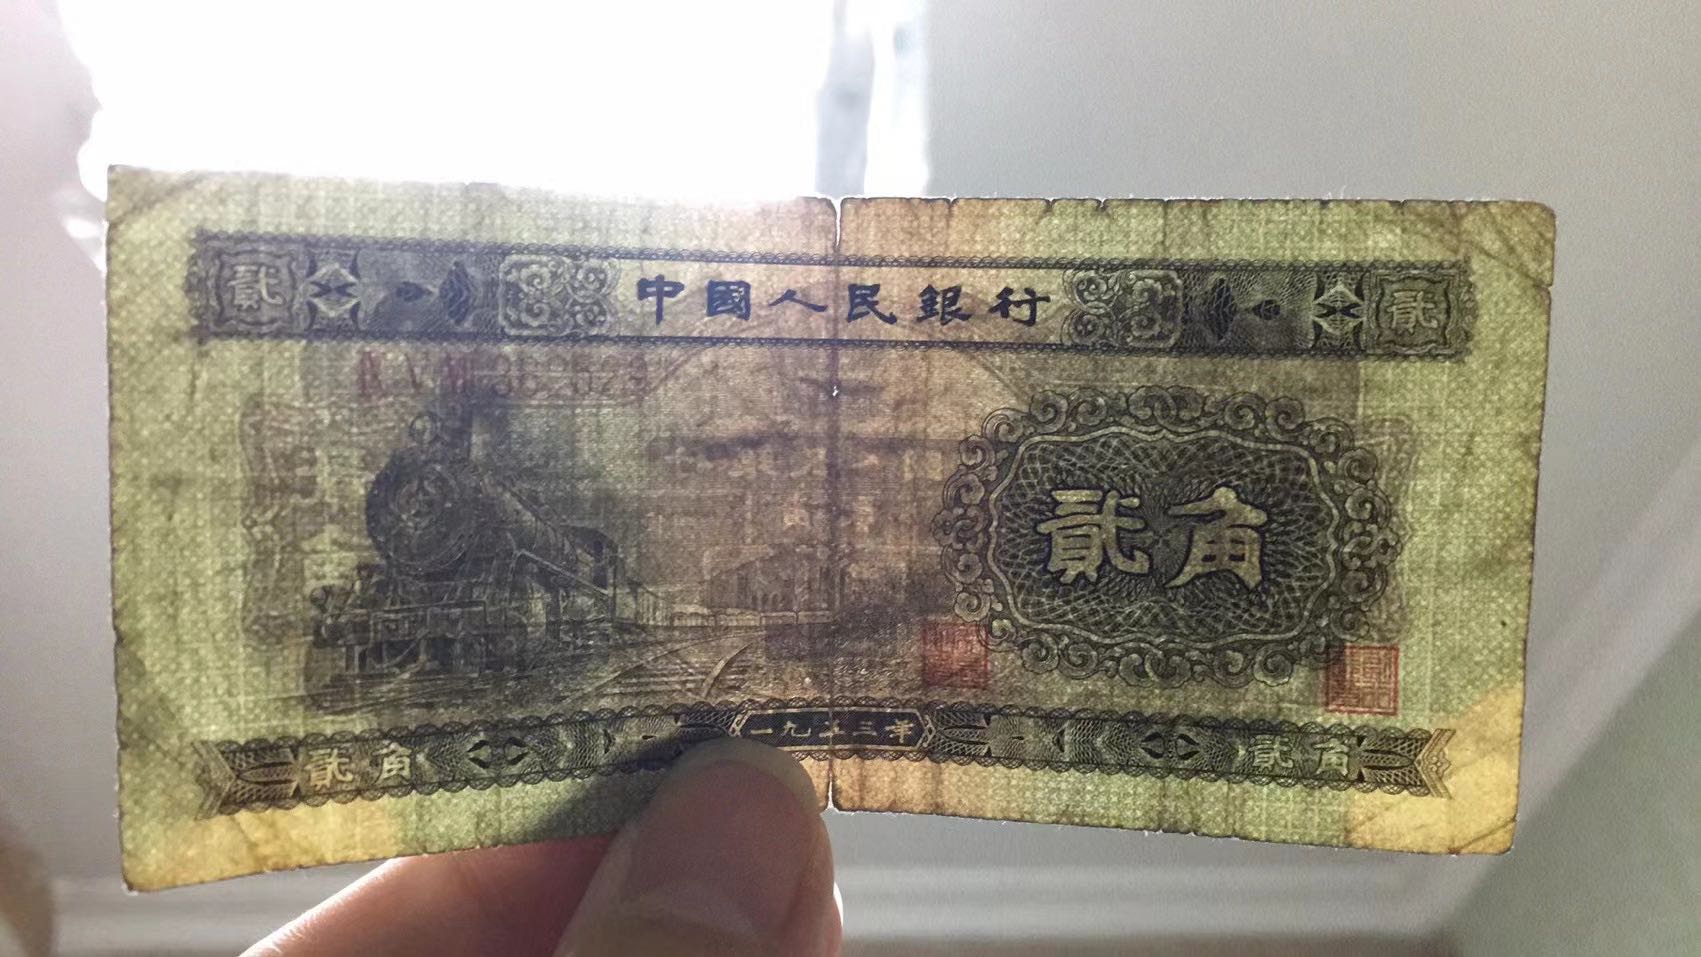 貳 中國人民銀行 貳
貳角
貳角 一九五三年 貳角